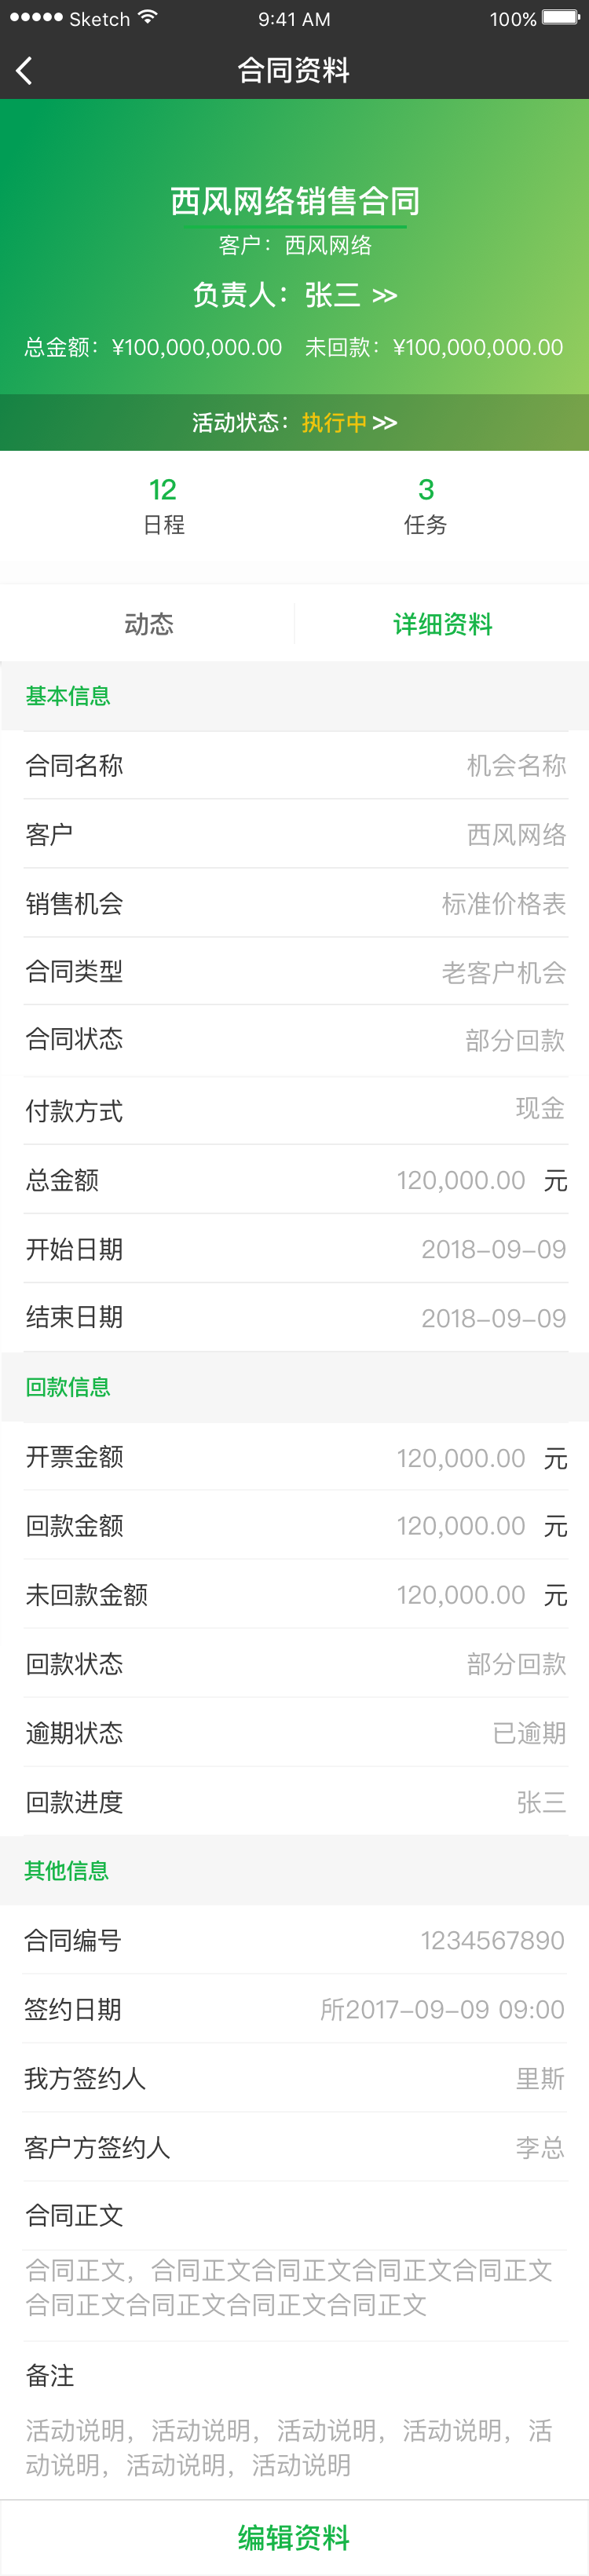 Sketch 9:41 AM 100%
合同资料
西风网络销售合同
客户：西风网络
负责人：张三 >>
总金额：¥100,000,000.00 未回款：¥100,000,000.00
活动状态：执行中 >>
12 3
日程 任务
动态 详细资料
基本信息
合同名称 机会名称
客户 西风网络
销售机会 标准价格表
合同类型 老客户机会
合同状态 部分回款
付款方式 现金
总金额 120,000.00 元
开始日期 2018-09-09
结束日期 2018-09-09
回款信息
开票金额 120,000.00 元
回款金额 120,000.00 元
未回款金额 120,000.00 元
回款状态 部分回款
逾期状态 已逾期
回款进度 张三
其他信息
合同编号 1234567890
签约日期 所2017-09-09 09:00
我方签约人 里斯
客户方签约人 李总
合同正文
合同正文，合同正文合同正文合同正文合同正文
合同正文合同正文合同正文合同正文
备注
活动说明，活动说明，活动说明，活动说明，活
动说明，活动说明，活动说明
编辑资料